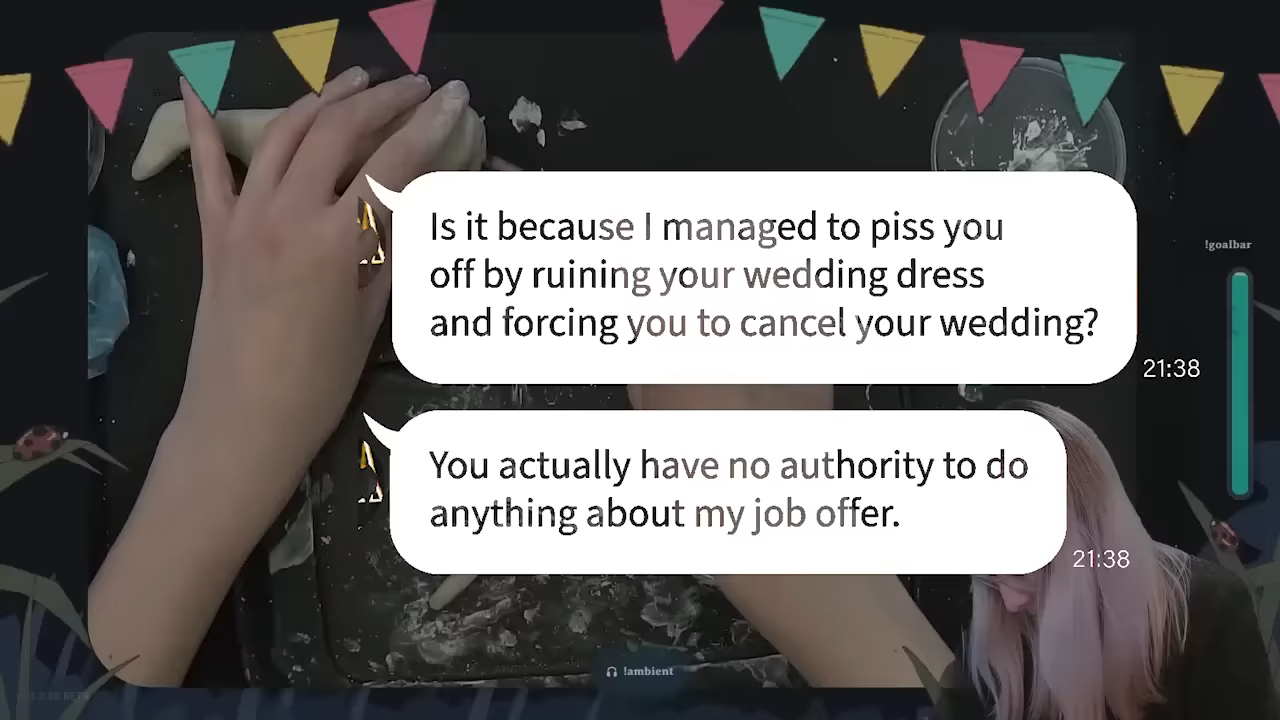 !goalbar
Is it because I managed to piss you
off by ruining your wedding dress
and forcing you to cancel your wedding?
21:38
You actually have no authority to do
anything about my job offer.
21:38
!ambient